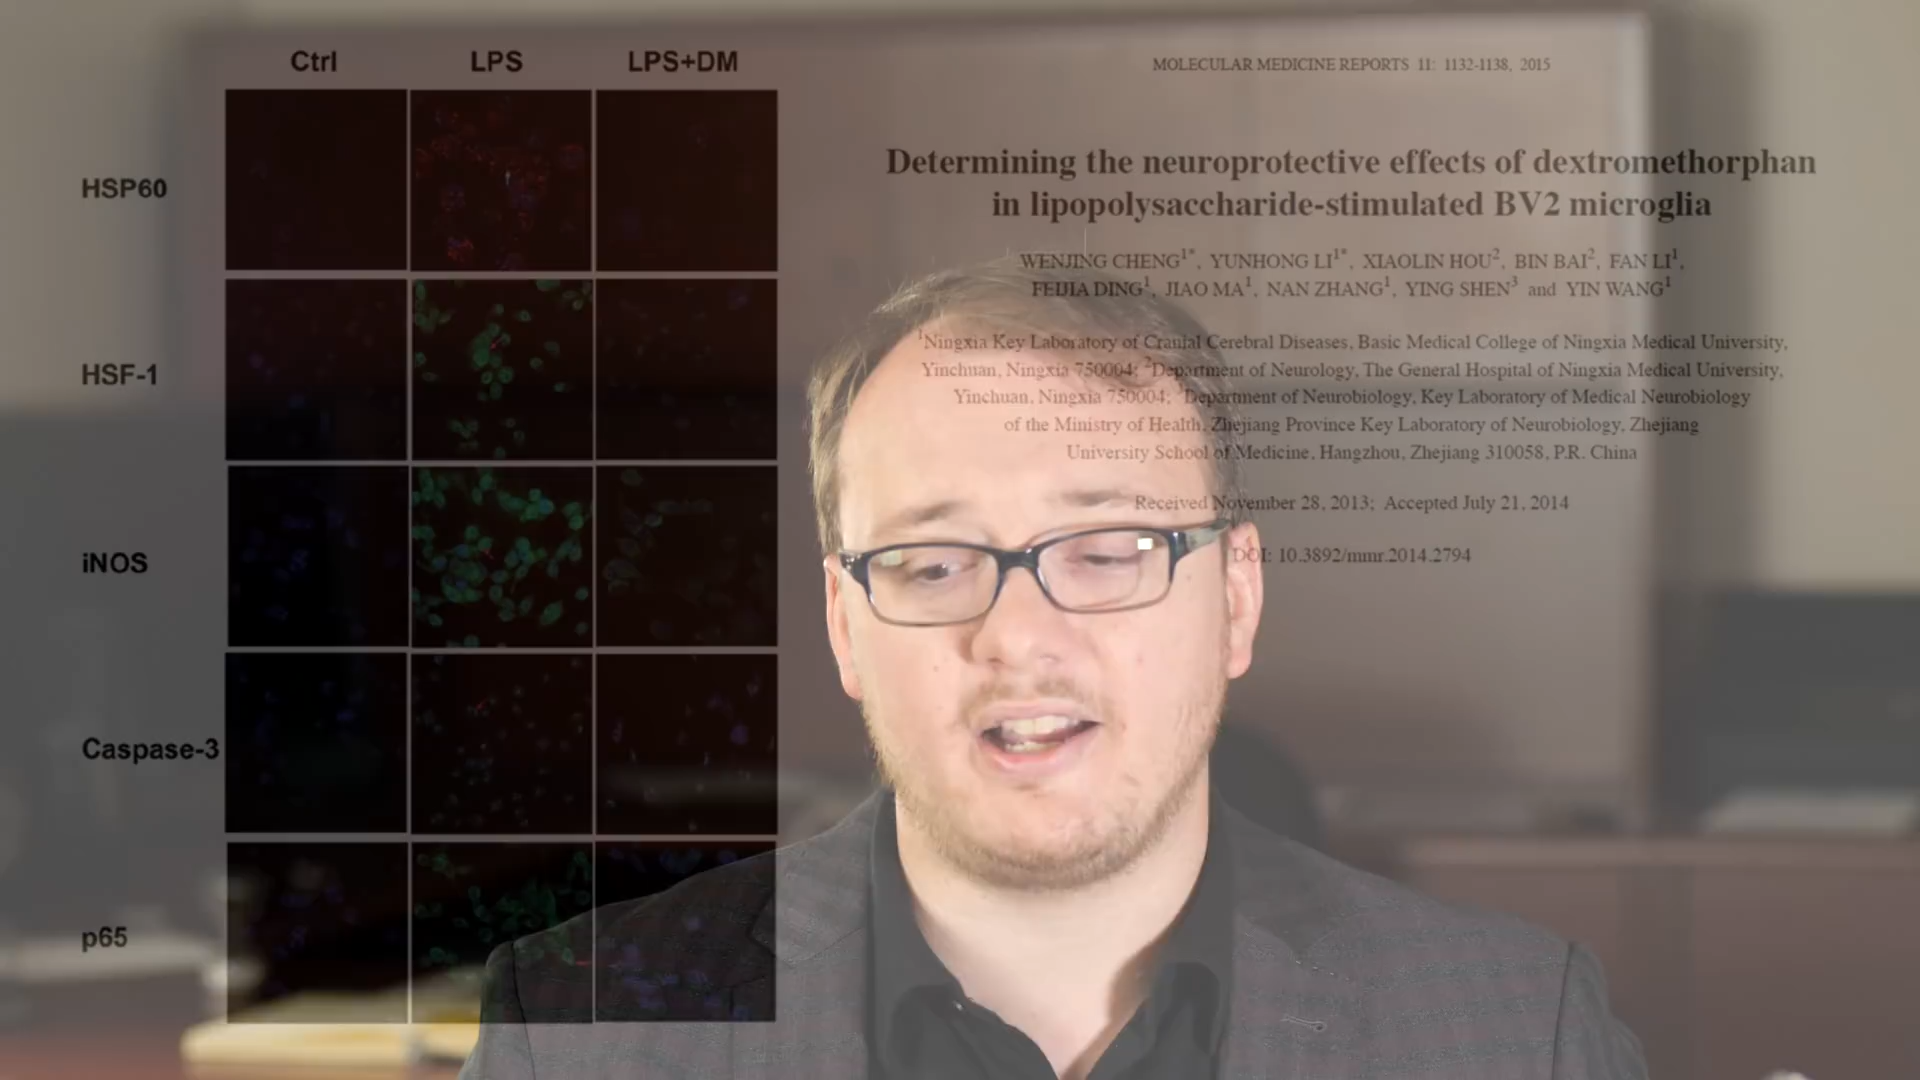 Ctrl LPS LPS+DM
HSP60
HSF-1
iNOS
Caspase-3
p65
MOLECULAR MEDICINE REPORTS 11: 1132-1138, 2015
Determining the neuroprotective effects of dextromethorphan
in lipopolysaccharide-stimulated BV2 microglia
WENJING CHENG1*, YUNHONG LI1*, XIAOLIN HOU2, BIN BAI2, FAN LI1,
FEIJIA DING1, JIAO MA1, NAN ZHANG1, YING SHEN3 and YIN WANG1
1Ningxia Key Laboratory of Cranial Cerebral Diseases, Basic Medical College of Ningxia Medical University,
Yinchuan, Ningxia 750004; 2Department of Neurology, The General Hospital of Ningxia Medical University,
Yinchuan, Ningxia 750004; 3Department of Neurobiology, Key Laboratory of Medical Neurobiology
of the Ministry of Health, Zhejiang Province Key Laboratory of Neurobiology, Zhejiang
University School of Medicine, Hangzhou, Zhejiang 310058, P.R. China
Received November 28, 2013; Accepted July 21, 2014
DOI: 10.3892/mmr.2014.2794